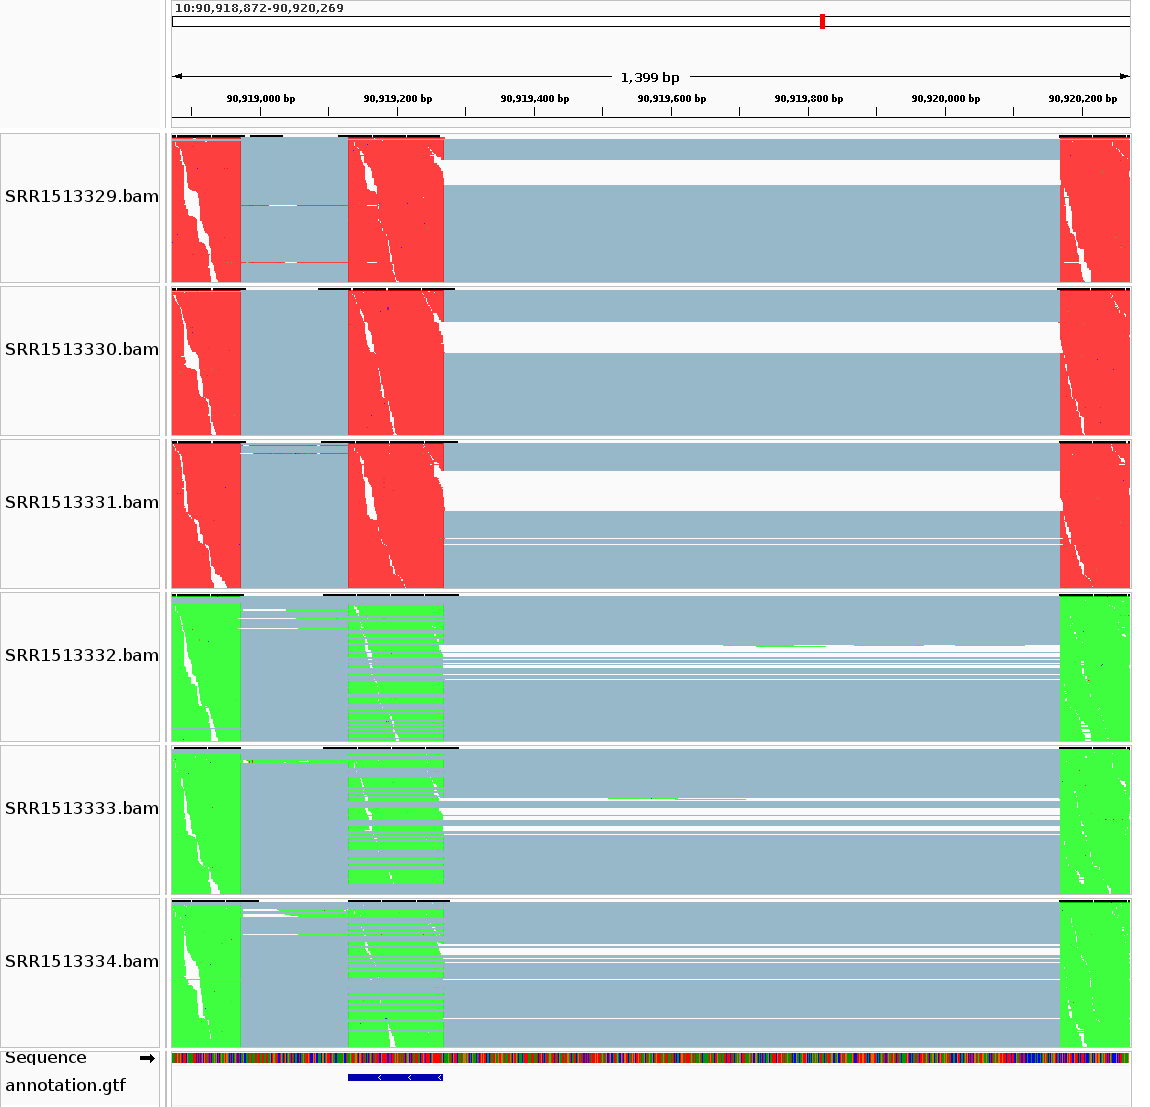 10:90,918,872-90,920,269
1,399 bp
90,919,000 bp 90,919,200 bp 90,919,400 bp 90,919,600 bp 90,919,800 bp 90,920,000 bp 90,920,200 bp
SRR1513329.bam
SRR1513330.bam
SRR1513331.bam
SRR1513332.bam
SRR1513333.bam
SRR1513334.bam
Sequence
annotation.gtf